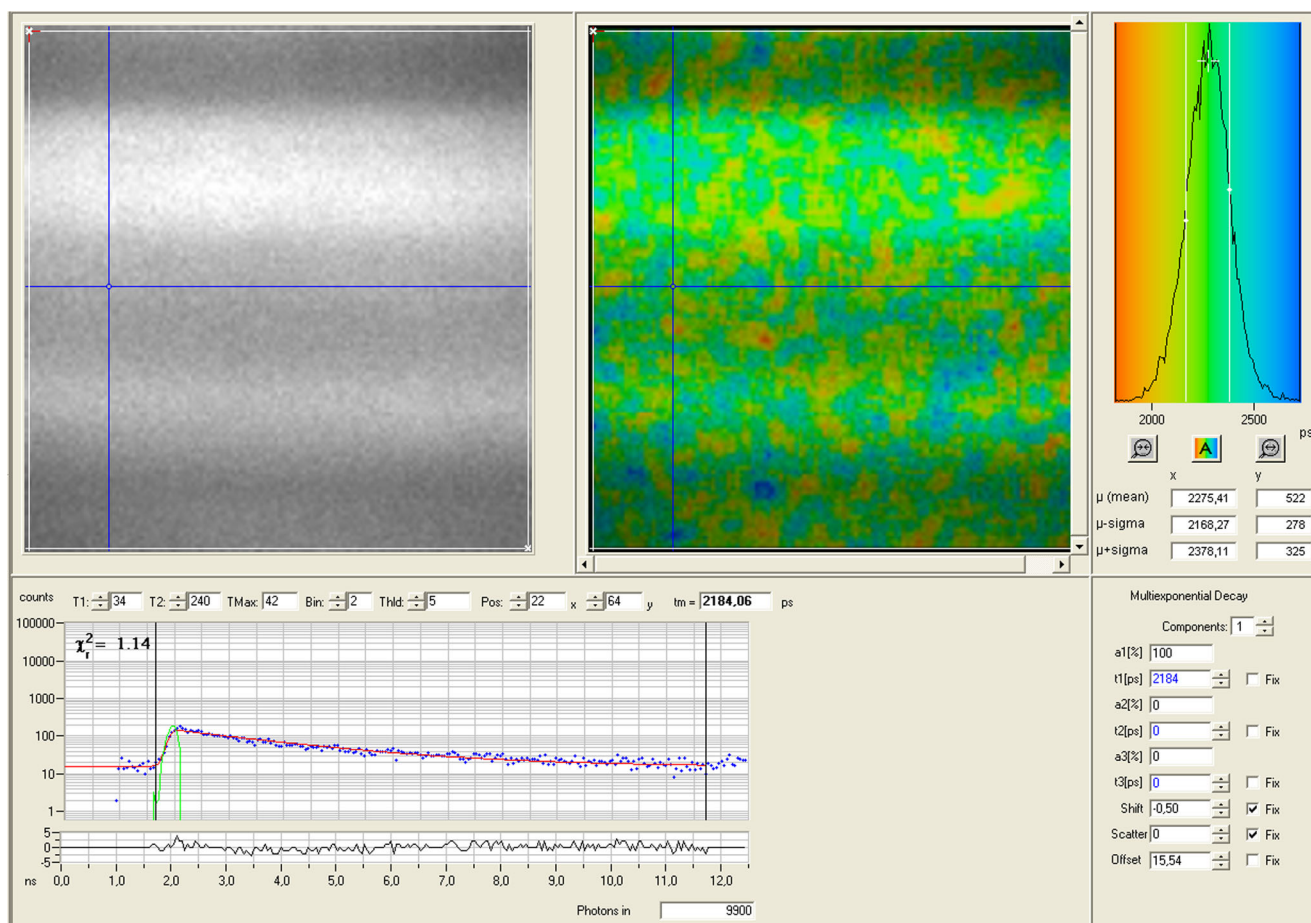 2000 2500
ps
A
x y
µ (mean) 2275,41 522
µ-sigma 2168,27 278
µ+sigma 2378,11 325
counts T1: 34 T2: 240 TMax: 42 Bin: 2 Thld: 5 Pos: 22 x 64 y tm = 2184,06 ps
100000
χ²r = 1.14
10000
1000
100
10
1
5
0
-5
ns 0,0 1,0 2,0 3,0 4,0 5,0 6,0 7,0 8,0 9,0 10,0 11,0 12,0
Photons in 9900
Multiexponential Decay
Components: 1
a1[%] 100
t1[ps] 2184 Fix
a2[%] 0
t2[ps] 0 Fix
a3[%] 0
t3[ps] 0 Fix
Shift -0,50 Fix
Scatter 0 Fix
Offset 15,54 Fix